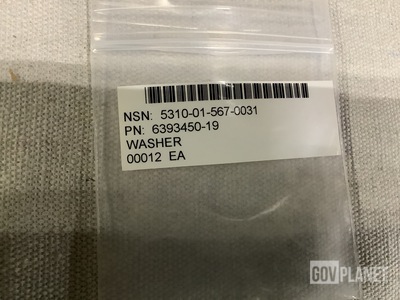 NSN: 5310-01-567-0031
PN: 6393450-19
WASHER
00012 EA
GOVPLANET